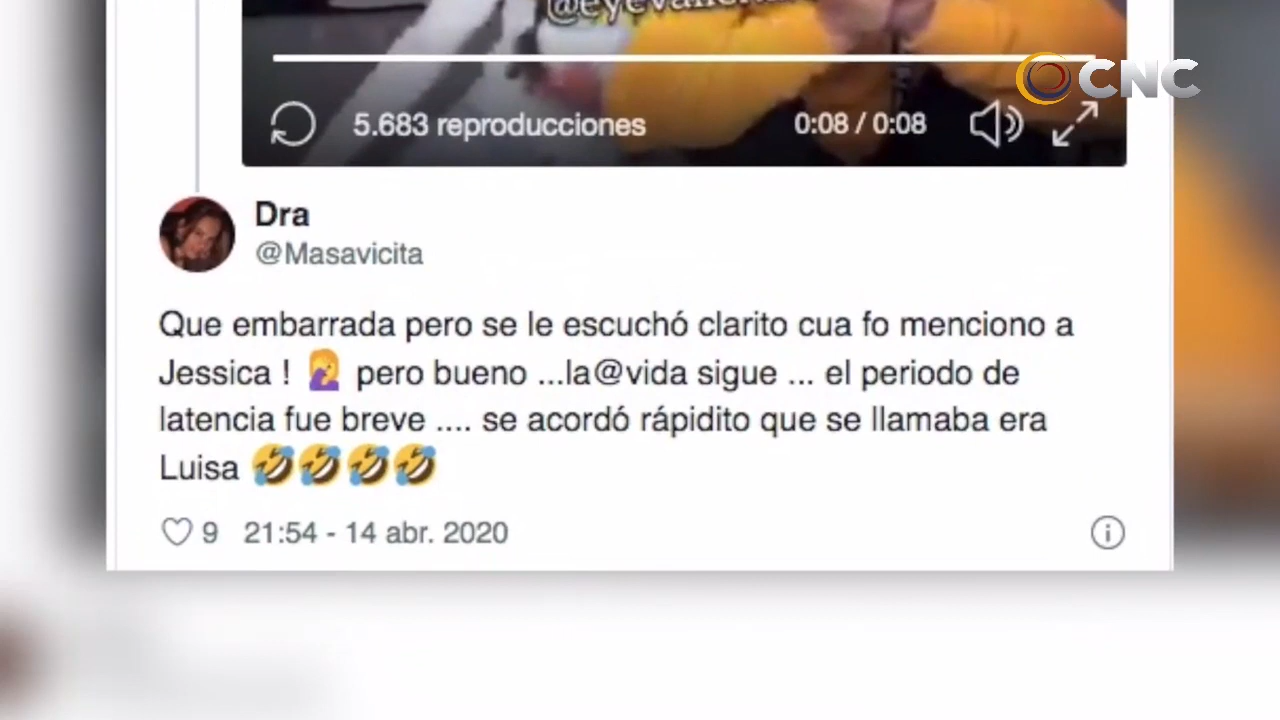 CNC
5.683 reproducciones
0:08 / 0:08
Dra
@Masavicita
Que embarrada pero se le escuchó clarito cua fo menciono a
Jessica ! 🤦‍♀️ pero bueno ...la@vida sigue ... el periodo de
latencia fue breve .... se acordó rápidito que se llamaba era
Luisa 🤣🤣🤣🤣
9 21:54 - 14 abr. 2020